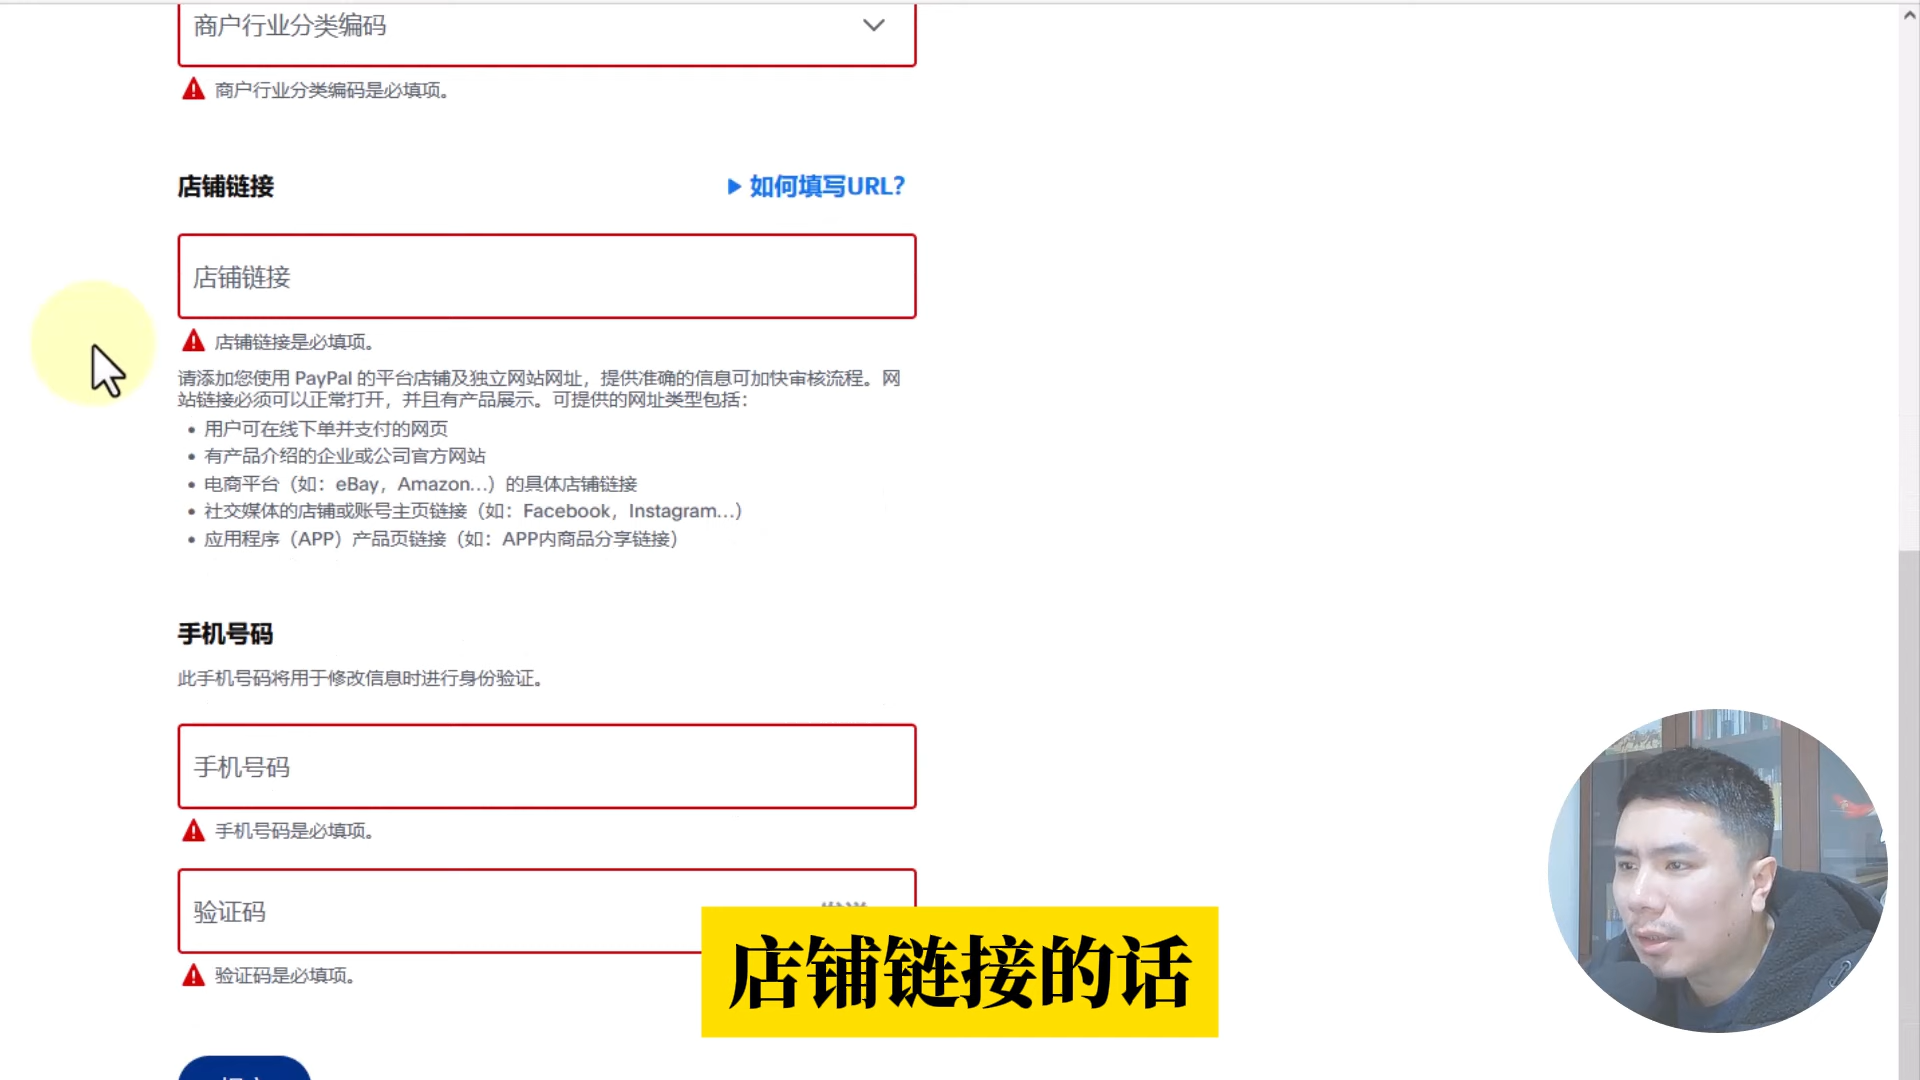 商户行业分类编码
商户行业分类编码是必填项。
店铺链接
如何填写URL?
店铺链接
店铺链接是必填项。
请添加您使用 PayPal 的平台店铺及独立网站网址，提供准确的信息可加快审核流程。网
站链接必须可以正常打开，并且有产品展示。可提供的网址类型包括：
• 用户可在线下单并支付的网页
• 有产品介绍的企业或公司官方网站
• 电商平台（如：eBay，Amazon...）的具体店铺链接
• 社交媒体的店铺或账号主页链接（如：Facebook，Instagram...）
• 应用程序（APP）产品页链接（如：APP内商品分享链接）
手机号码
此手机号码将用于修改信息时进行身份验证。
手机号码
手机号码是必填项。
验证码
店铺链接的话
验证码是必填项。